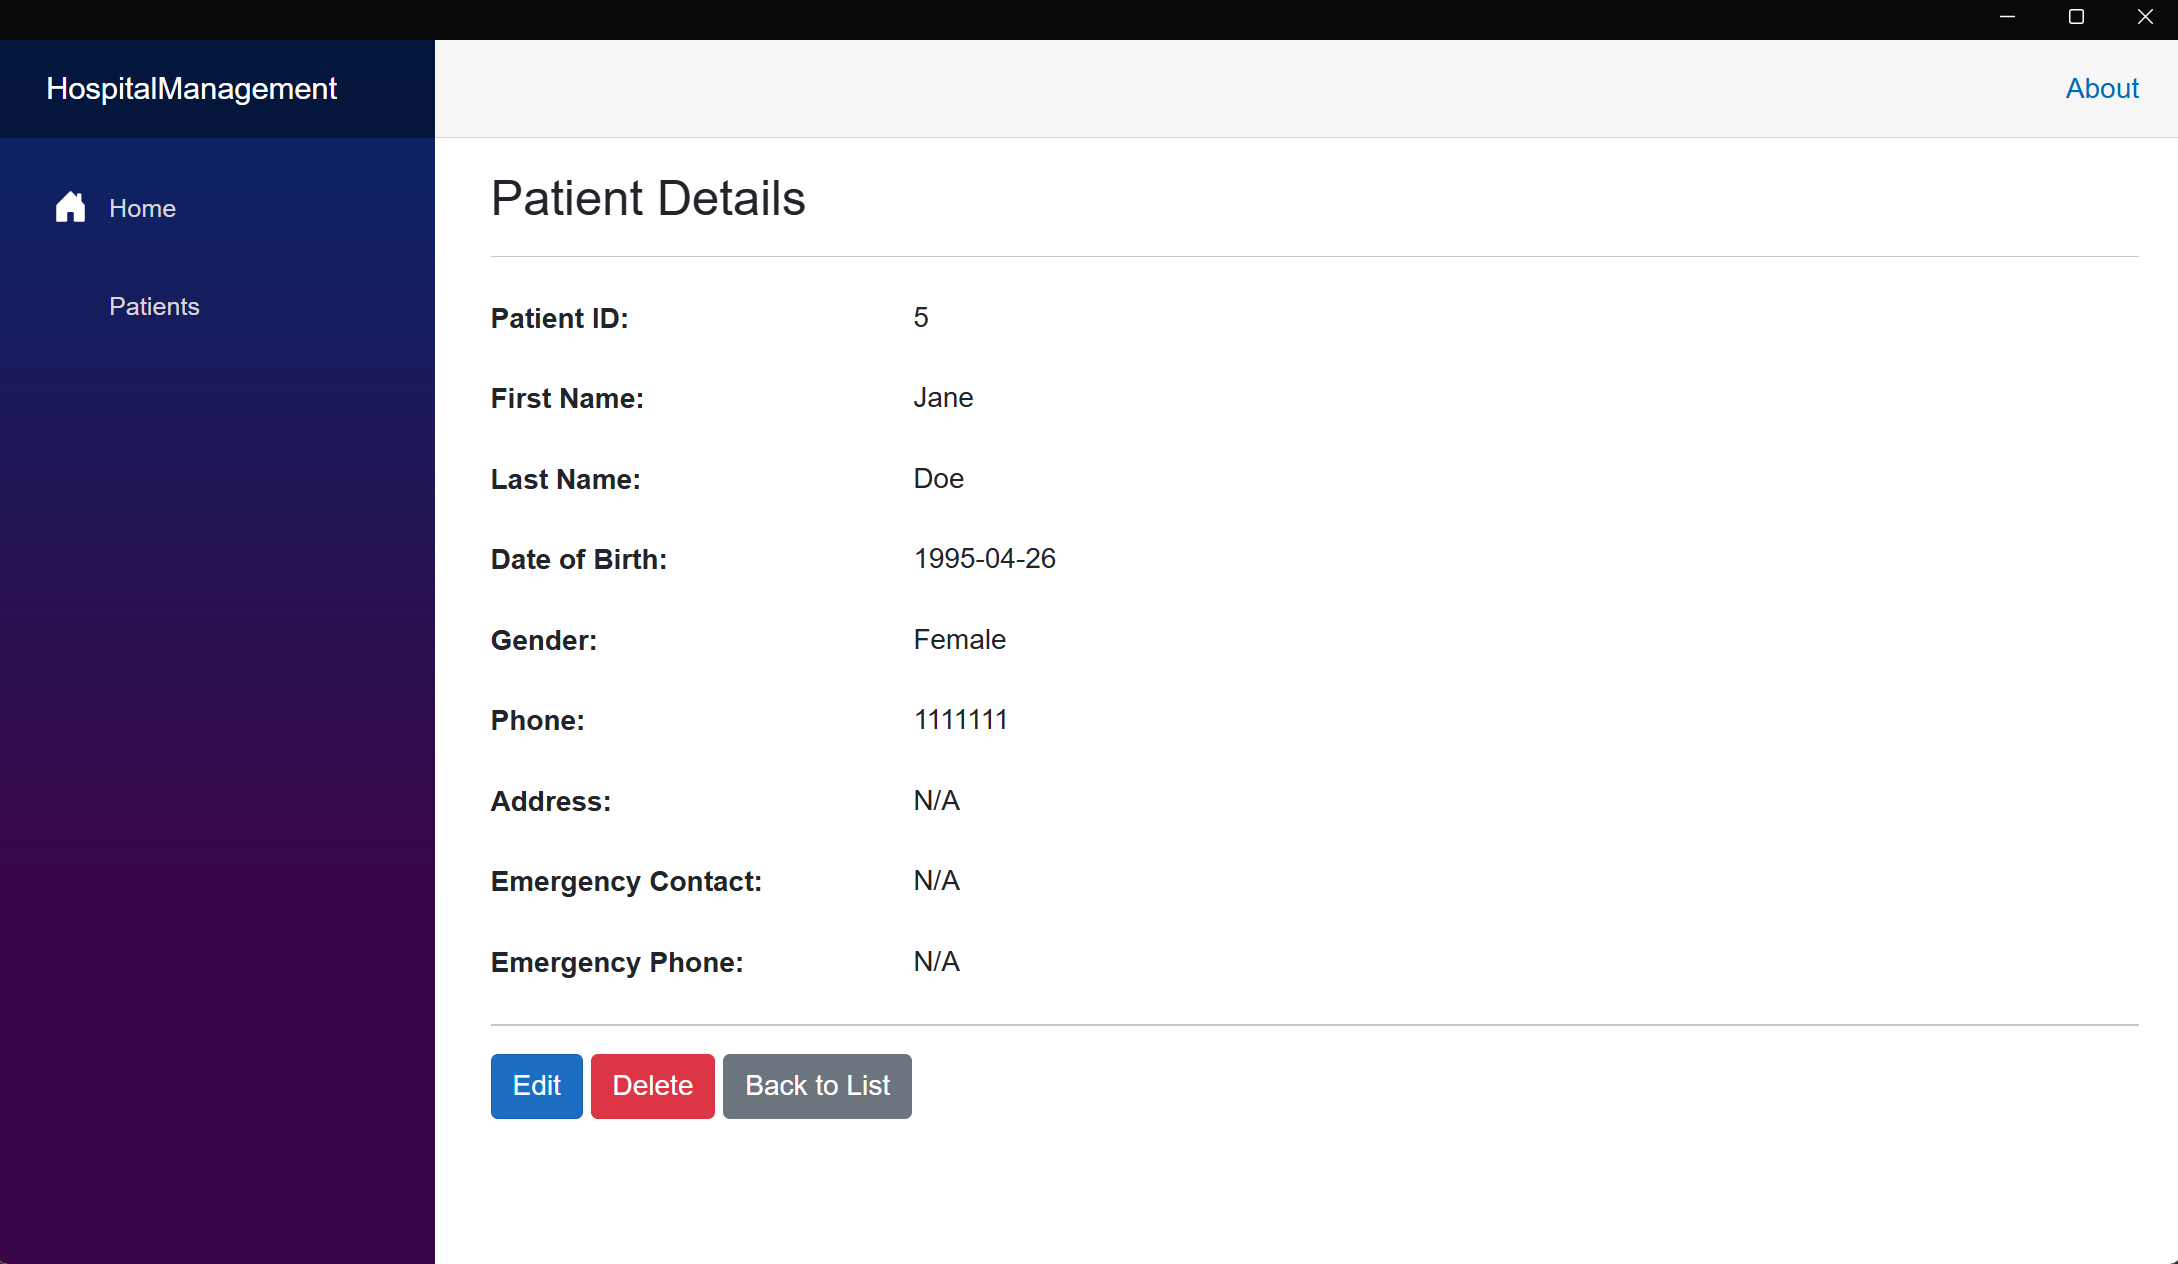 HospitalManagement
About
Home
Patients
Patient Details
Patient ID: 5
First Name: Jane
Last Name: Doe
Date of Birth: 1995-04-26
Gender: Female
Phone: 1111111
Address: N/A
Emergency Contact: N/A
Emergency Phone: N/A
Edit Delete Back to List